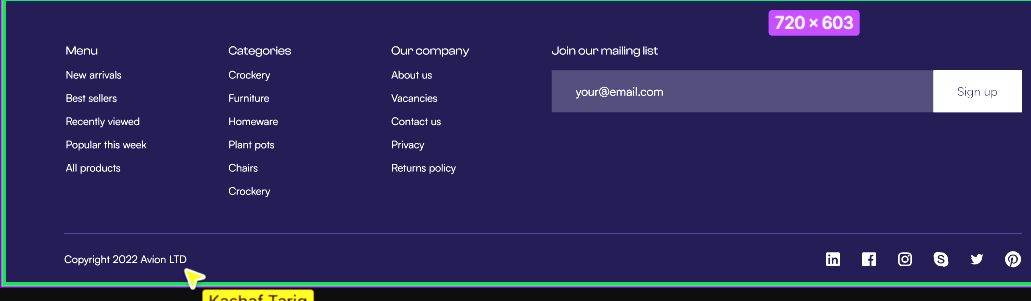 720 × 603
Menu
New arrivals
Best sellers
Recently viewed
Popular this week
All products
Categories
Crockery
Furniture
Homeware
Plant pots
Chairs
Crockery
Our company
About us
Vacancies
Contact us
Privacy
Returns policy
Join our mailing list
your@email.com
Sign up
Copyright 2022 Avion LTD
Kashaf Tariq